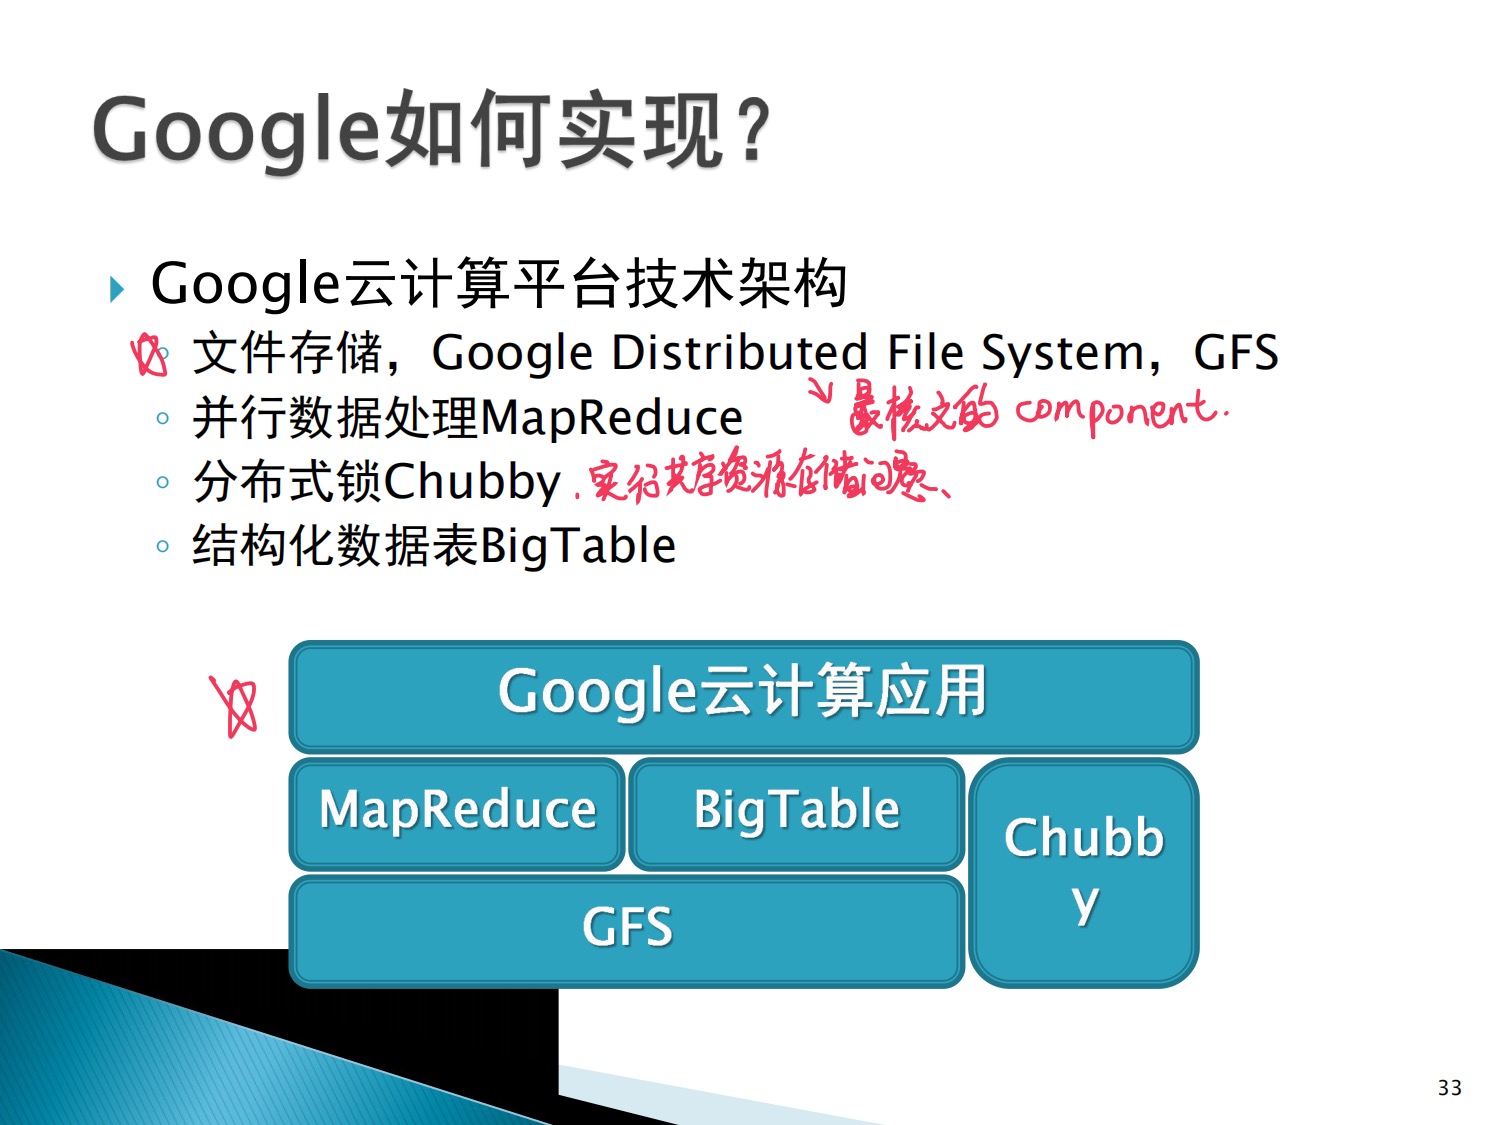 Google如何实现？
Google云计算平台技术架构
文件存储，Google Distributed File System，GFS
最核心的 component.
并行数据处理MapReduce
分布式锁Chubby
共享资源存储问题、
结构化数据表BigTable
Google云计算应用
MapReduce
BigTable
Chubb
y
GFS
33